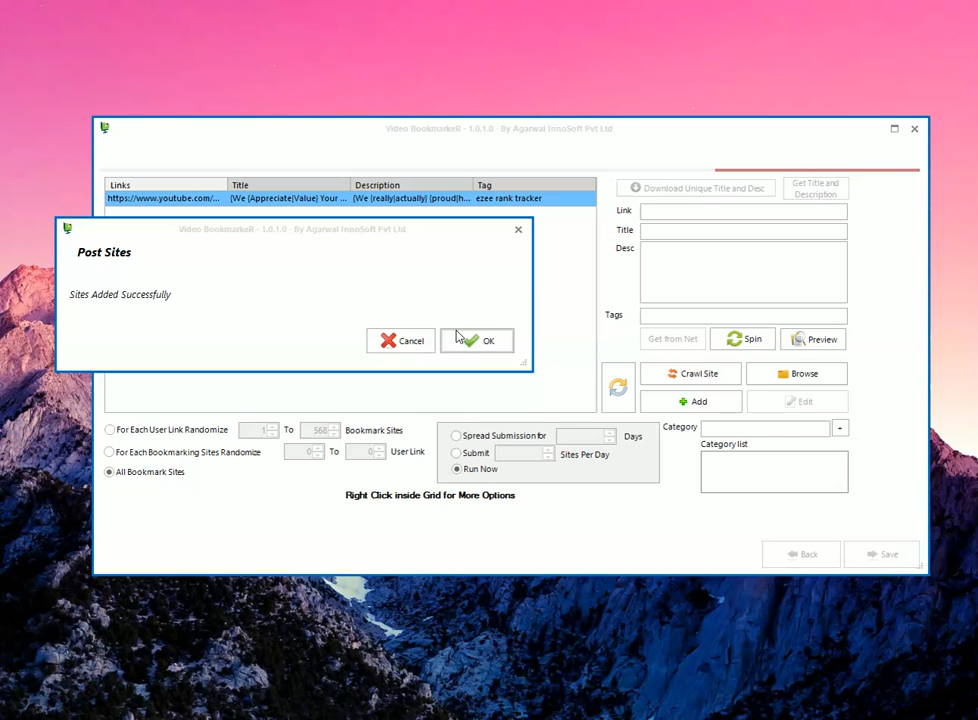 Video BookmarkeR - 1.0.1.0 - By Agarwal InnoSoft Pvt Ltd
Links Title Description Tag
https://www.youtube.com/... {We {Appreciate|Value} Your ... {We {really|actually} {proud|h... ezee rank tracker
Download Unique Title and Desc
Get Title and
Description
Link
Title
Desc
Tags
Get from Net Spin Preview
Crawl Site Browse
Add Edit
Video BookmarkeR - 1.0.1.0 - By Agarwal InnoSoft Pvt Ltd
Post Sites
Sites Added Successfully
Cancel OK
For Each User Link Randomize 1 To 568 Bookmark Sites
For Each Bookmarking Sites Randomize 0 To 0 User Link
All Bookmark Sites
Spread Submission for Days
Submit Sites Per Day
Run Now
Category
Category list
Right Click inside Grid for More Options
Back Save